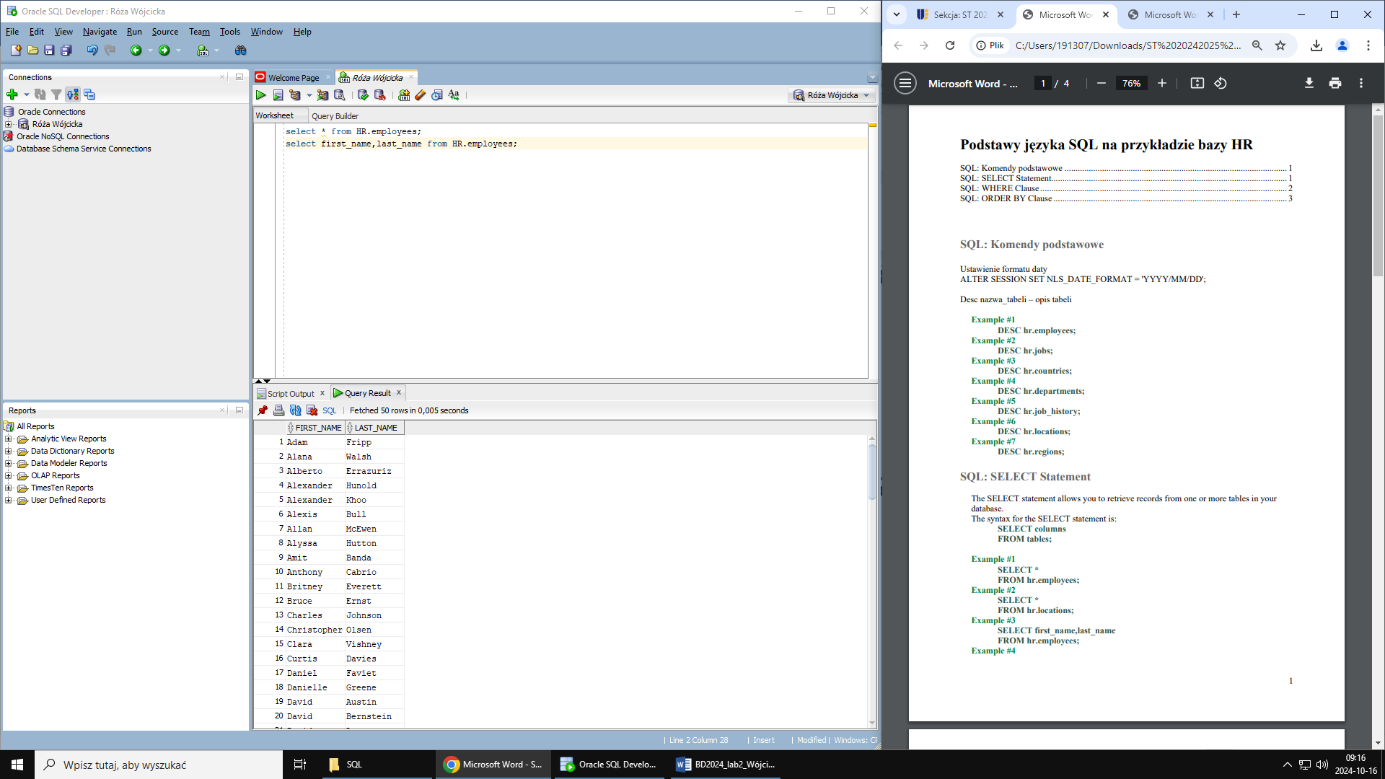 Oracle SQL Developer : Róża Wójcicka
File Edit View Navigate Run Source Team Tools Window Help
Connections
Oracle Connections
Róża Wójcicka
Oracle NoSQL Connections
Database Schema Service Connections
Reports
All Reports
Analytic View Reports
Data Dictionary Reports
Data Modeler Reports
OLAP Reports
TimesTen Reports
User Defined Reports
Welcome Page
Róża Wójcicka
Róża Wójcicka
Worksheet Query Builder
select * from HR.employees;
select first_name,last_name from HR.employees;
Script Output Query Result
SQL Fetched 50 rows in 0,005 seconds
FIRST_NAME LAST_NAME
1 Adam Fripp
2 Alana Walsh
3 Alberto Errazuriz
4 Alexander Hunold
5 Alexander Khoo
6 Alexis Bull
7 Allan McEwen
8 Alyssa Hutton
9 Amit Banda
10 Anthony Cabrio
11 Britney Everett
12 Bruce Ernst
13 Charles Johnson
14 Christopher Olsen
15 Clara Vishney
16 Curtis Davies
17 Daniel Faviet
18 Danielle Greene
19 David Austin
20 David Bernstein
Line 2 Column 28 | Insert | Modified | Windows: C
Sekcja: ST 202
Microsoft Wo
Microsoft Wo
Plik C:/Users/191307/Downloads/ST%2020242025%2...
Microsoft Word - ... 1 / 4 76%
Podstawy języka SQL na przykładzie bazy HR
SQL: Komendy podstawowe 1
SQL: SELECT Statement 1
SQL: WHERE Clause 2
SQL: ORDER BY Clause 3
SQL: Komendy podstawowe
Ustawienie formatu daty
ALTER SESSION SET NLS_DATE_FORMAT = 'YYYY/MM/DD';
Desc nazwa_tabeli – opis tabeli
Example #1
DESC hr.employees;
Example #2
DESC hr.jobs;
Example #3
DESC hr.countries;
Example #4
DESC hr.departments;
Example #5
DESC hr.job_history;
Example #6
DESC hr.locations;
Example #7
DESC hr.regions;
SQL: SELECT Statement
The SELECT statement allows you to retrieve records from one or more tables in your
database.
The syntax for the SELECT statement is:
SELECT columns
FROM tables;
Example #1
SELECT *
FROM hr.employees;
Example #2
SELECT *
FROM hr.locations;
Example #3
SELECT first_name,last_name
FROM hr.employees;
Example #4
1
Wpisz tutaj, aby wyszukać
SQL
Microsoft Word - S...
Oracle SQL Develo...
BD2024_lab2_Wójci...
09:16
2024-10-16